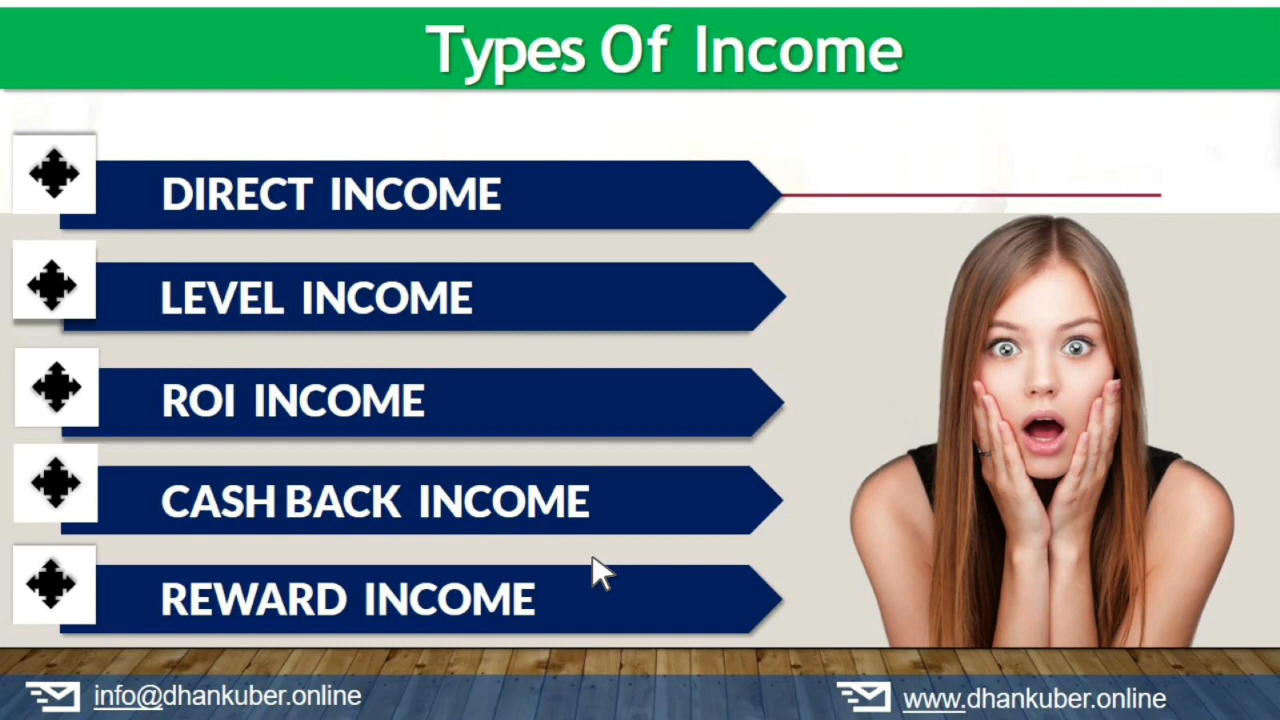 Types Of Income
DIRECT INCOME
LEVEL INCOME
ROI INCOME
CASH BACK INCOME
REWARD INCOME
info@dhankuber.online
www.dhankuber.online